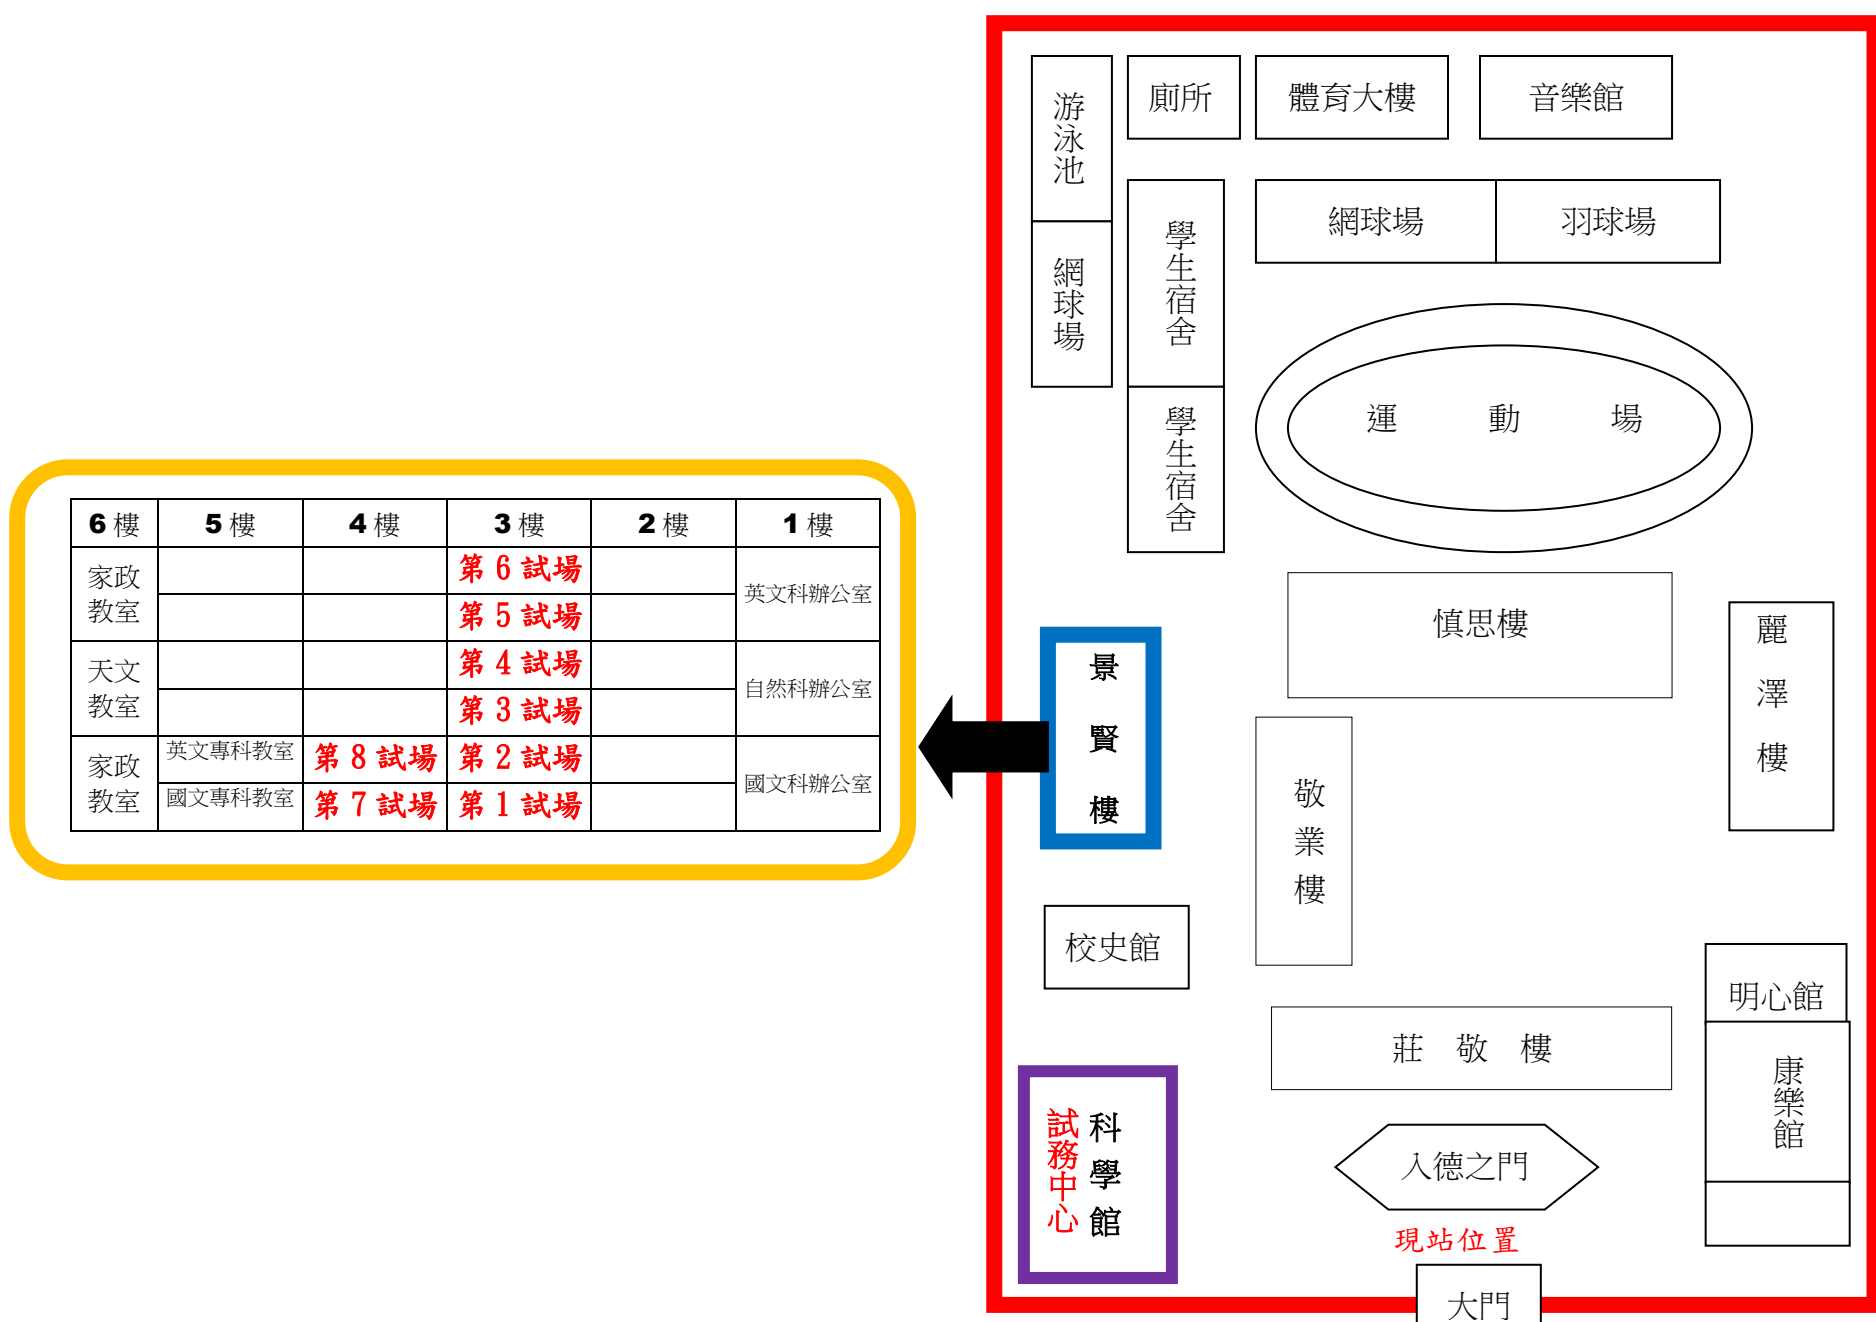 6樓 5樓 4樓 3樓 2樓 1樓
家政教室 第6試場 英文科辦公室
第5試場
天文教室 第4試場 自然科辦公室
第3試場
家政教室 英文專科教室 第8試場 第2試場 國文科辦公室
國文專科教室 第7試場 第1試場
游泳池
廁所
體育大樓
音樂館
網球場
學生宿舍
網球場
羽球場
學生宿舍
運動場
景賢樓
慎思樓
麗澤樓
敬業樓
校史館
莊敬樓
明心館
康樂館
科學館
試務中心
入德之門
現站位置
大門